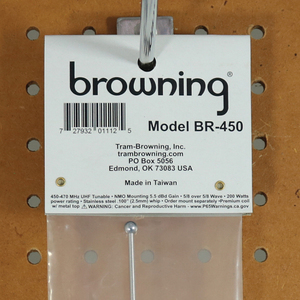 browning
7 27932 01112 5
Model BR-450
Tram-Browning, Inc.
trambrowning.com
PO Box 5056
Edmond, OK 73083 USA
Made in Taiwan
450-470 MHz UHF Tunable • NMO Mounting 5.5 dBd Gain • 5/8 over 5/8 Wave • 200 Watts
power rating • Stainless steel .100" (2.5mm) whip • Order mount separately •Premium coil
w/ metal top ⚠WARNING: Cancer and Reproductive Harm - www.P65Warnings.ca.gov